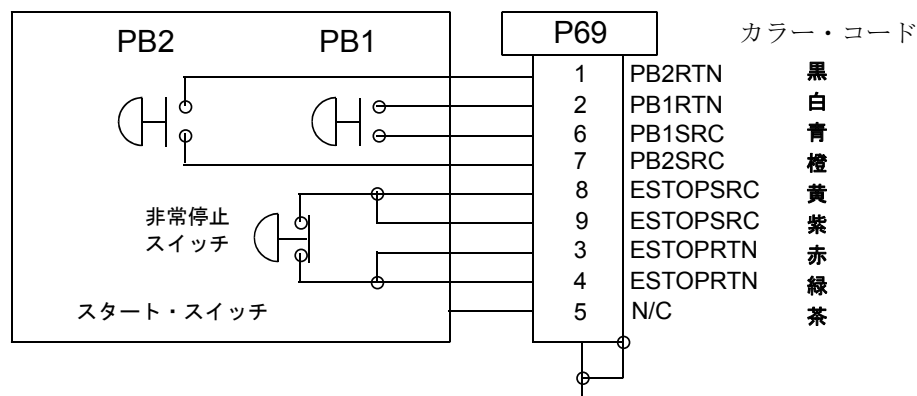 PB2 PB1 P69 カラー・コード
1 PB2RTN 黒
2 PB1RTN 白
6 PB1SRC 青
7 PB2SRC 橙
8 ESTOPSRC 黄
9 ESTOPSRC 紫
3 ESTOPRTN 赤
4 ESTOPRTN 緑
5 N/C 茶
非常停止
スイッチ
スタート・スイッチ